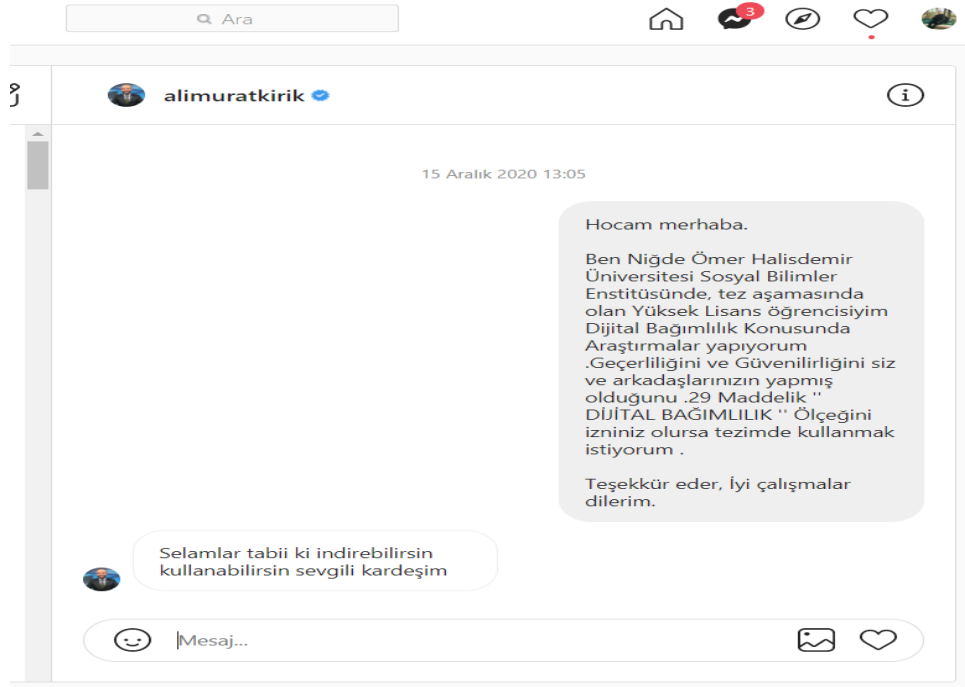 Ara
3
alimuratkirik
15 Aralık 2020 13:05
Hocam merhaba.
Ben Niğde Ömer Halisdemir
Üniversitesi Sosyal Bilimler
Enstitüsünde, tez aşamasında
olan Yüksek Lisans öğrencisiyim
Dijital Bağımlılık Konusunda
Araştırmalar yapıyorum
.Geçerliliğini ve Güvenilirliğini siz
ve arkadaşlarınızın yapmış
olduğunu .29 Maddelik ''
DİJİTAL BAĞIMLILIK '' Ölçeğini
izniniz olursa tezimde kullanmak
istiyorum .
Teşekkür eder, İyi çalışmalar
dilerim.
Selamlar tabii ki indirebilirsin
kullanabilirsin sevgili kardeşim
Mesaj...